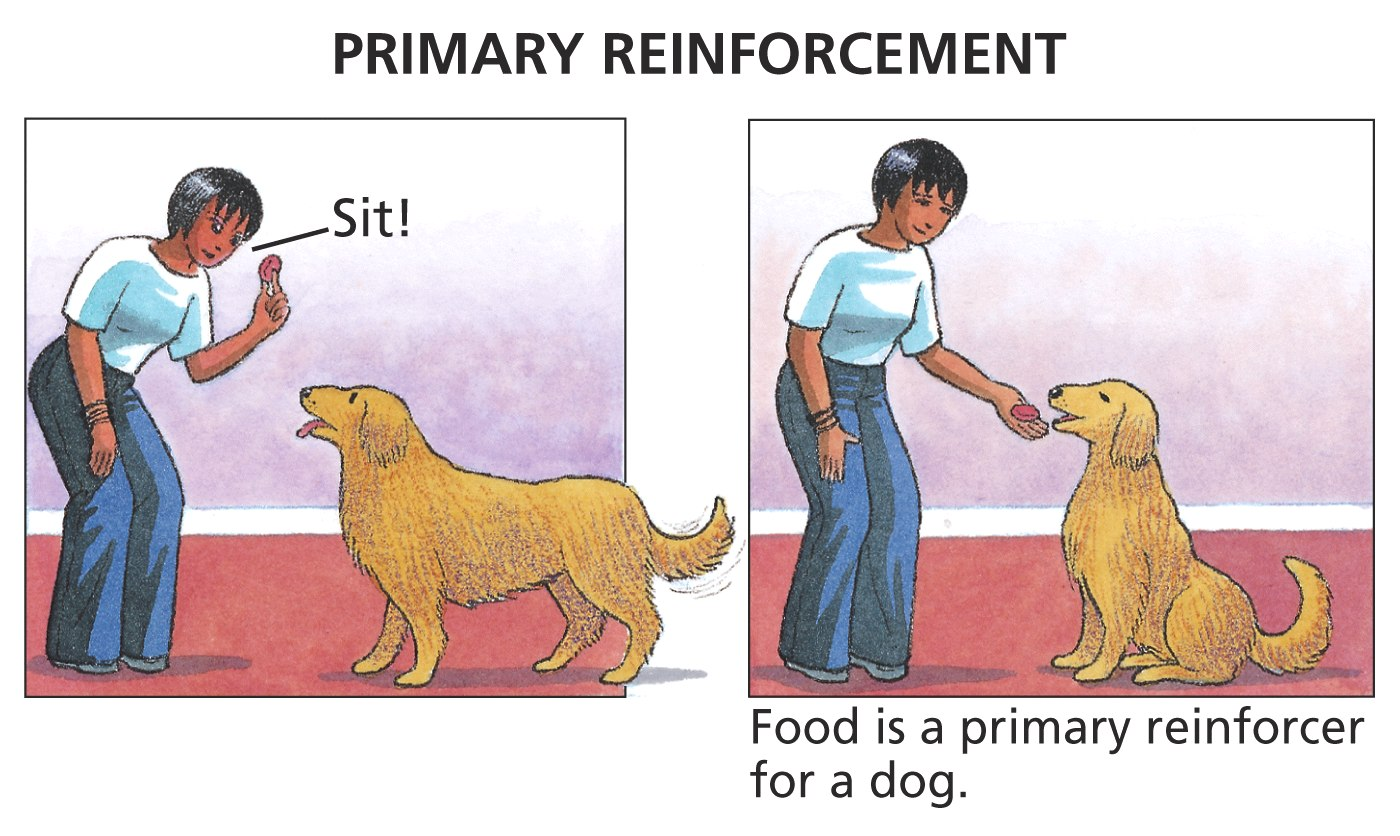 PRIMARY REINFORCEMENT
Sit!
Food is a primary reinforcer
for a dog.